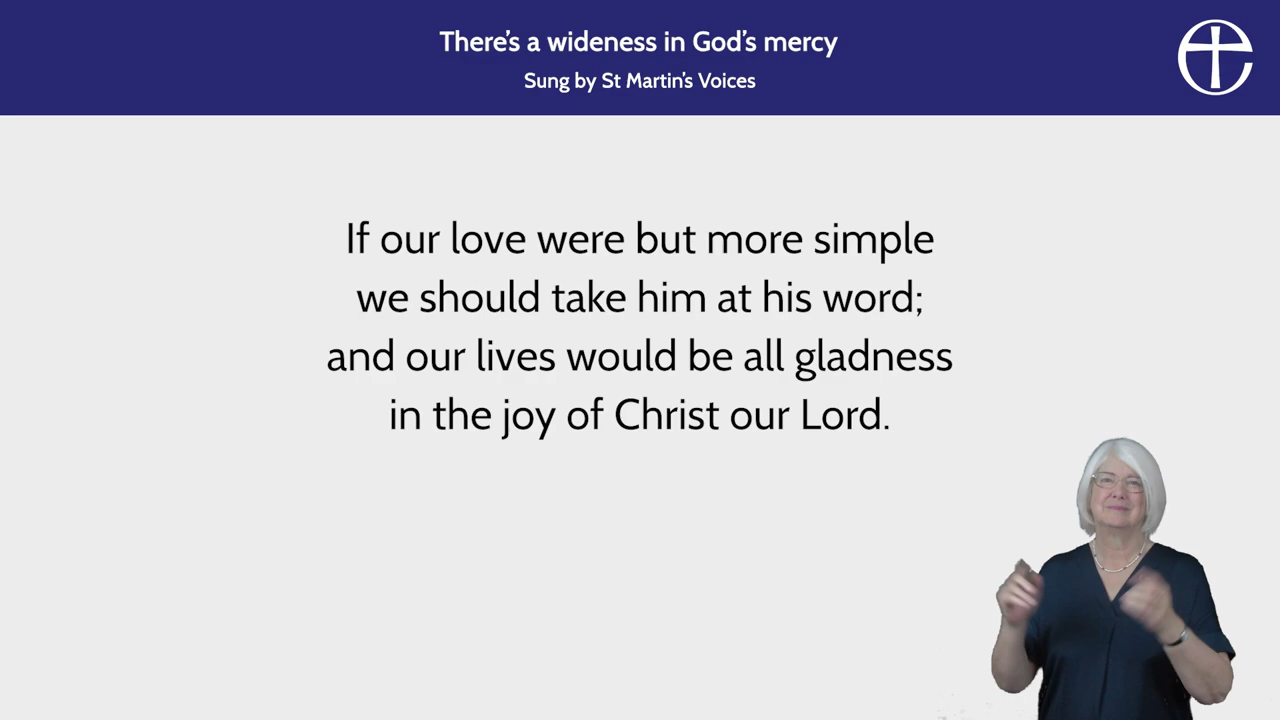 There's a wideness in God's mercy
Sung by St Martin's Voices
If our love were but more simple
we should take him at his word;
and our lives would be all gladness
in the joy of Christ our Lord.